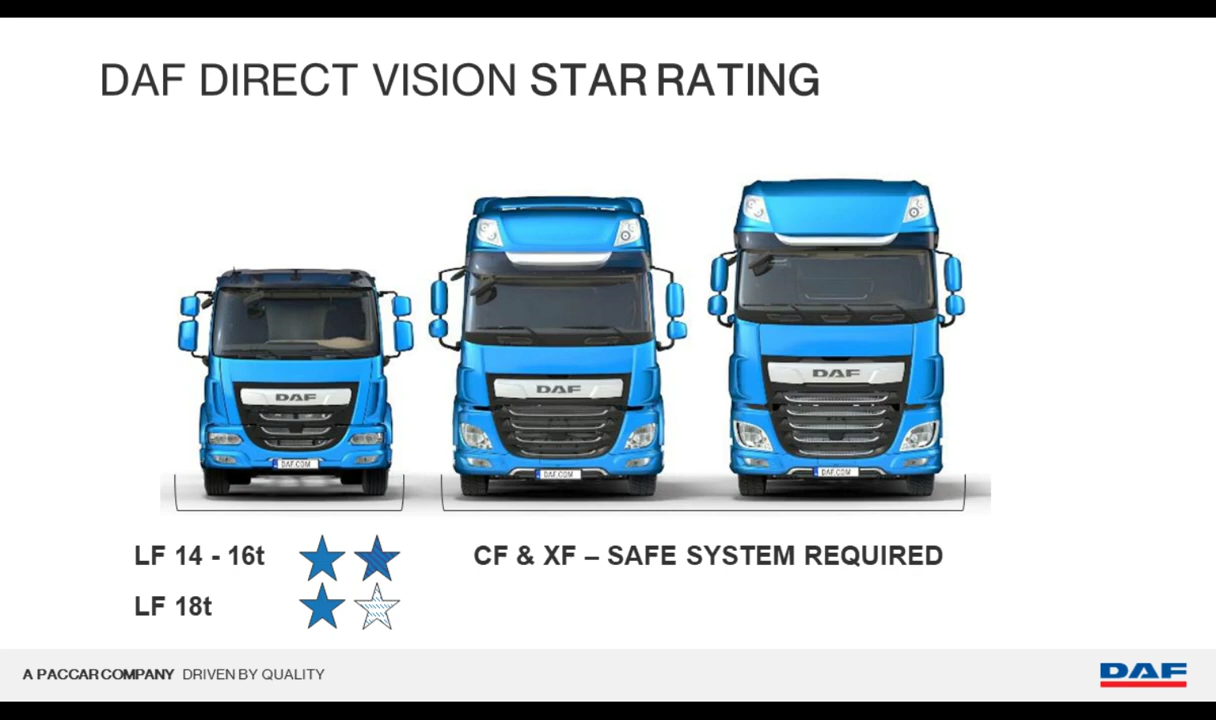 DAF DIRECT VISION STAR RATING
DAF
DAF
DAF
DAF.COM
DAF.COM
DAF.COM
LF 14 - 16t
CF & XF – SAFE SYSTEM REQUIRED
LF 18t
A PACCAR COMPANY DRIVEN BY QUALITY
DAF